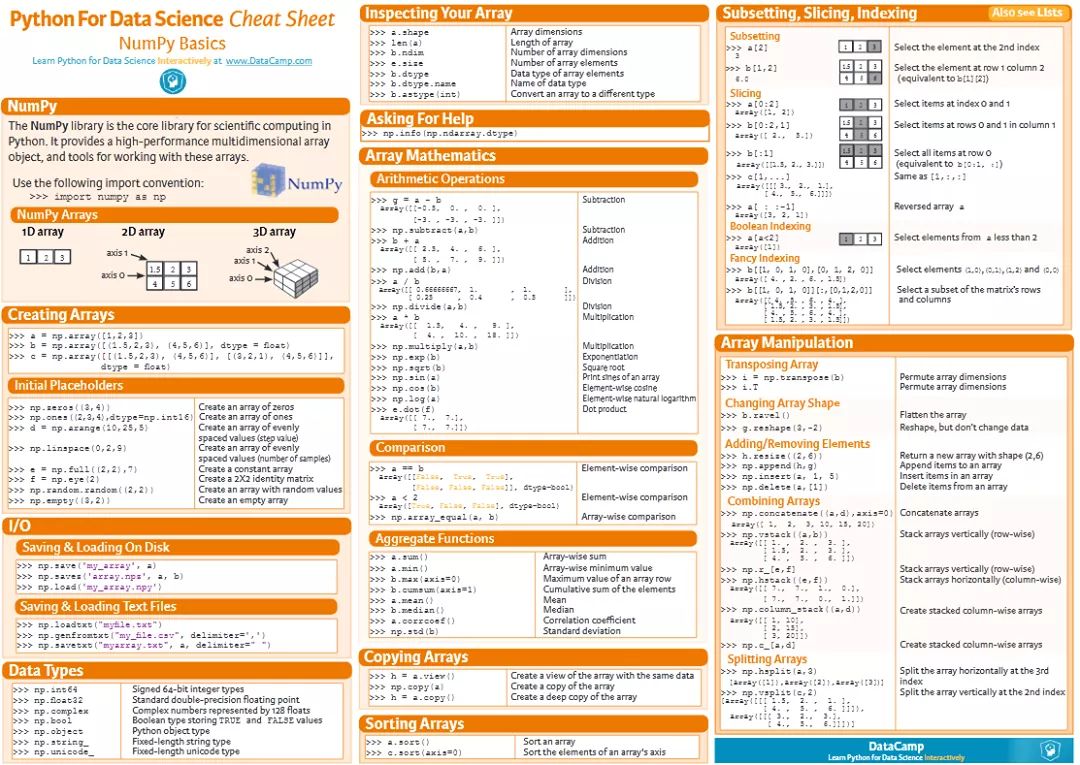 Python For Data Science Cheat Sheet
NumPy Basics
Learn Python for Data Science Interactively at www.DataCamp.com
NumPy
The NumPy library is the core library for scientific computing in
Python. It provides a high-performance multidimensional array
object, and tools for working with these arrays.
Use the following import convention:
>>> import numpy as np
NumPy
NumPy Arrays
1D array 2D array 3D array
1 2 3
axis 1
axis 0
1.5 2 3
4 5 6
axis 2
axis 1
axis 0
Creating Arrays
>>> a = np.array([1,2,3])
>>> b = np.array([(1.5,2,3), (4,5,6)], dtype = float)
>>> c = np.array([[(1.5,2,3), (4,5,6)], [(3,2,1), (4,5,6)]],
dtype = float)
Initial Placeholders
>>> np.zeros((3,4)) Create an array of zeros
>>> np.ones((2,3,4),dtype=np.int16) Create an array of ones
>>> d = np.arange(10,25,5) Create an array of evenly
spaced values (step value)
>>> np.linspace(0,2,9) Create an array of evenly
spaced values (number of samples)
>>> e = np.full((2,2),7) Create a constant array
>>> f = np.eye(2) Create a 2X2 identity matrix
>>> np.random.random((2,2)) Create an array with random values
>>> np.empty((3,2)) Create an empty array
I/O
Saving & Loading On Disk
>>> np.save('my_array', a)
>>> np.savez('array.npz', a, b)
>>> np.load('my_array.npy')
Saving & Loading Text Files
>>> np.loadtxt("myfile.txt")
>>> np.genfromtxt("my_file.csv", delimiter=',')
>>> np.savetxt("myarray.txt", a, delimiter=" ")
Data Types
>>> np.int64 Signed 64-bit integer types
>>> np.float32 Standard double-precision floating point
>>> np.complex Complex numbers represented by 128 floats
>>> np.bool Boolean type storing TRUE and FALSE values
>>> np.object Python object type
>>> np.string_ Fixed-length string type
>>> np.unicode_ Fixed-length unicode type
Inspecting Your Array
>>> a.shape Array dimensions
>>> len(a) Length of array
>>> b.ndim Number of array dimensions
>>> e.size Number of array elements
>>> b.dtype Data type of array elements
>>> b.dtype.name Name of data type
>>> b.astype(int) Convert an array to a different type
Asking For Help
>>> np.info(np.ndarray.dtype)
Array Mathematics
Arithmetic Operations
>>> g = a - b Subtraction
array([[-0.5, 0. , 0. ],
[-3. , -3. , -3. ]])
>>> np.subtract(a,b) Subtraction
>>> b + a Addition
array([[ 2.5, 4. , 6. ],
[ 5. , 7. , 9. ]])
>>> np.add(b,a) Addition
>>> a / b Division
array([[ 0.66666667, 1. , 1. ],
[ 0.25 , 0.4 , 0.5 ]])
>>> np.divide(a,b) Division
>>> a * b Multiplication
array([[ 1.5, 4. , 9. ],
[ 4. , 10. , 18. ]])
>>> np.multiply(a,b) Multiplication
>>> np.exp(b) Exponentiation
>>> np.sqrt(b) Square root
>>> np.sin(a) Print sines of an array
>>> np.cos(b) Element-wise cosine
>>> np.log(a) Element-wise natural logarithm
>>> e.dot(f) Dot product
array([[ 7., 7.],
[ 7., 7.]])
Comparison
>>> a == b Element-wise comparison
array([[False, True, True],
[False, False, False]], dtype=bool)
>>> a < 2 Element-wise comparison
array([True, False, False], dtype=bool)
>>> np.array_equal(a, b) Array-wise comparison
Aggregate Functions
>>> a.sum() Array-wise sum
>>> a.min() Array-wise minimum value
>>> b.max(axis=0) Maximum value of an array row
>>> b.cumsum(axis=1) Cumulative sum of the elements
>>> a.mean() Mean
>>> b.median() Median
>>> a.corrcoef() Correlation coefficient
>>> np.std(b) Standard deviation
Copying Arrays
>>> h = a.view() Create a view of the array with the same data
>>> np.copy(a) Create a copy of the array
>>> h = a.copy() Create a deep copy of the array
Sorting Arrays
>>> a.sort() Sort an array
>>> c.sort(axis=0) Sort the elements of an array's axis
Subsetting, Slicing, Indexing Also see Lists
Subsetting
>>> a[2] 1 2 3 Select the element at the 2nd index
3
>>> b[1,2] 1.5 2 3 Select the element at row 1 column 2
6.0 4 5 6 (equivalent to b[1][2])
Slicing
>>> a[0:2] 1 2 3 Select items at index 0 and 1
array([1, 2])
>>> b[0:2,1] 1.5 2 3 Select items at rows 0 and 1 in column 1
array([ 2., 5.]) 4 5 6
>>> b[:1] 1.5 2 3 Select all items at row 0
array([[1.5, 2., 3.]]) 4 5 6 (equivalent to b[0:1, :])
>>> c[1,...] Same as [1,:,:]
array([[[ 3., 2., 1.],
[ 4., 5., 6.]]])
>>> a[ : :-1] Reversed array a
array([3, 2, 1])
Boolean Indexing
>>> a[a<2] 1 2 3 Select elements from a less than 2
array([1])
Fancy Indexing
>>> b[[1, 0, 1, 0],[0, 1, 2, 0]] Select elements (1,0),(0,1),(1,2) and (0,0)
array([ 4. , 2. , 6. , 1.5])
>>> b[[1, 0, 1, 0]][:,[0,1,2,0]] Select a subset of the matrix's rows
array([[ 4. ,5. , 6. , 4. ], and columns
[ 1.5, 2. , 3. , 1.5],
[ 4. , 5. , 6. , 4. ],
[ 1.5, 2. , 3. , 1.5]])
Array Manipulation
Transposing Array
>>> i = np.transpose(b) Permute array dimensions
>>> i.T Permute array dimensions
Changing Array Shape
>>> b.ravel() Flatten the array
>>> g.reshape(3,-2) Reshape, but don't change data
Adding/Removing Elements
>>> h.resize((2,6)) Return a new array with shape (2,6)
>>> np.append(h,g) Append items to an array
>>> np.insert(a, 1, 5) Insert items in an array
>>> np.delete(a,[1]) Delete items from an array
Combining Arrays
>>> np.concatenate((a,d),axis=0) Concatenate arrays
array([ 1, 2, 3, 10, 15, 20])
>>> np.vstack((a,b)) Stack arrays vertically (row-wise)
array([[ 1. , 2. , 3. ],
[ 1.5, 2. , 3. ],
[ 4. , 5. , 6. ]])
>>> np.r_[e,f] Stack arrays vertically (row-wise)
>>> np.hstack((e,f)) Stack arrays horizontally (column-wise)
array([[ 7., 7., 1., 0.],
[ 7., 7., 0., 1.]])
>>> np.column_stack((a,d)) Create stacked column-wise arrays
array([[ 1, 10],
[ 2, 15],
[ 3, 20]])
>>> np.c_[a,d] Create stacked column-wise arrays
Splitting Arrays
>>> np.hsplit(a,3) Split the array horizontally at the 3rd
[array([1]),array([2]),array([3])] index
>>> np.vsplit(c,2) Split the array vertically at the 2nd index
[array([[[ 1.5, 2. , 1. ],
[ 4. , 5. , 6. ]]]),
array([[[ 3., 2., 3.],
[ 4., 5., 6.]]])]
DataCamp
Learn Python for Data Science Interactively